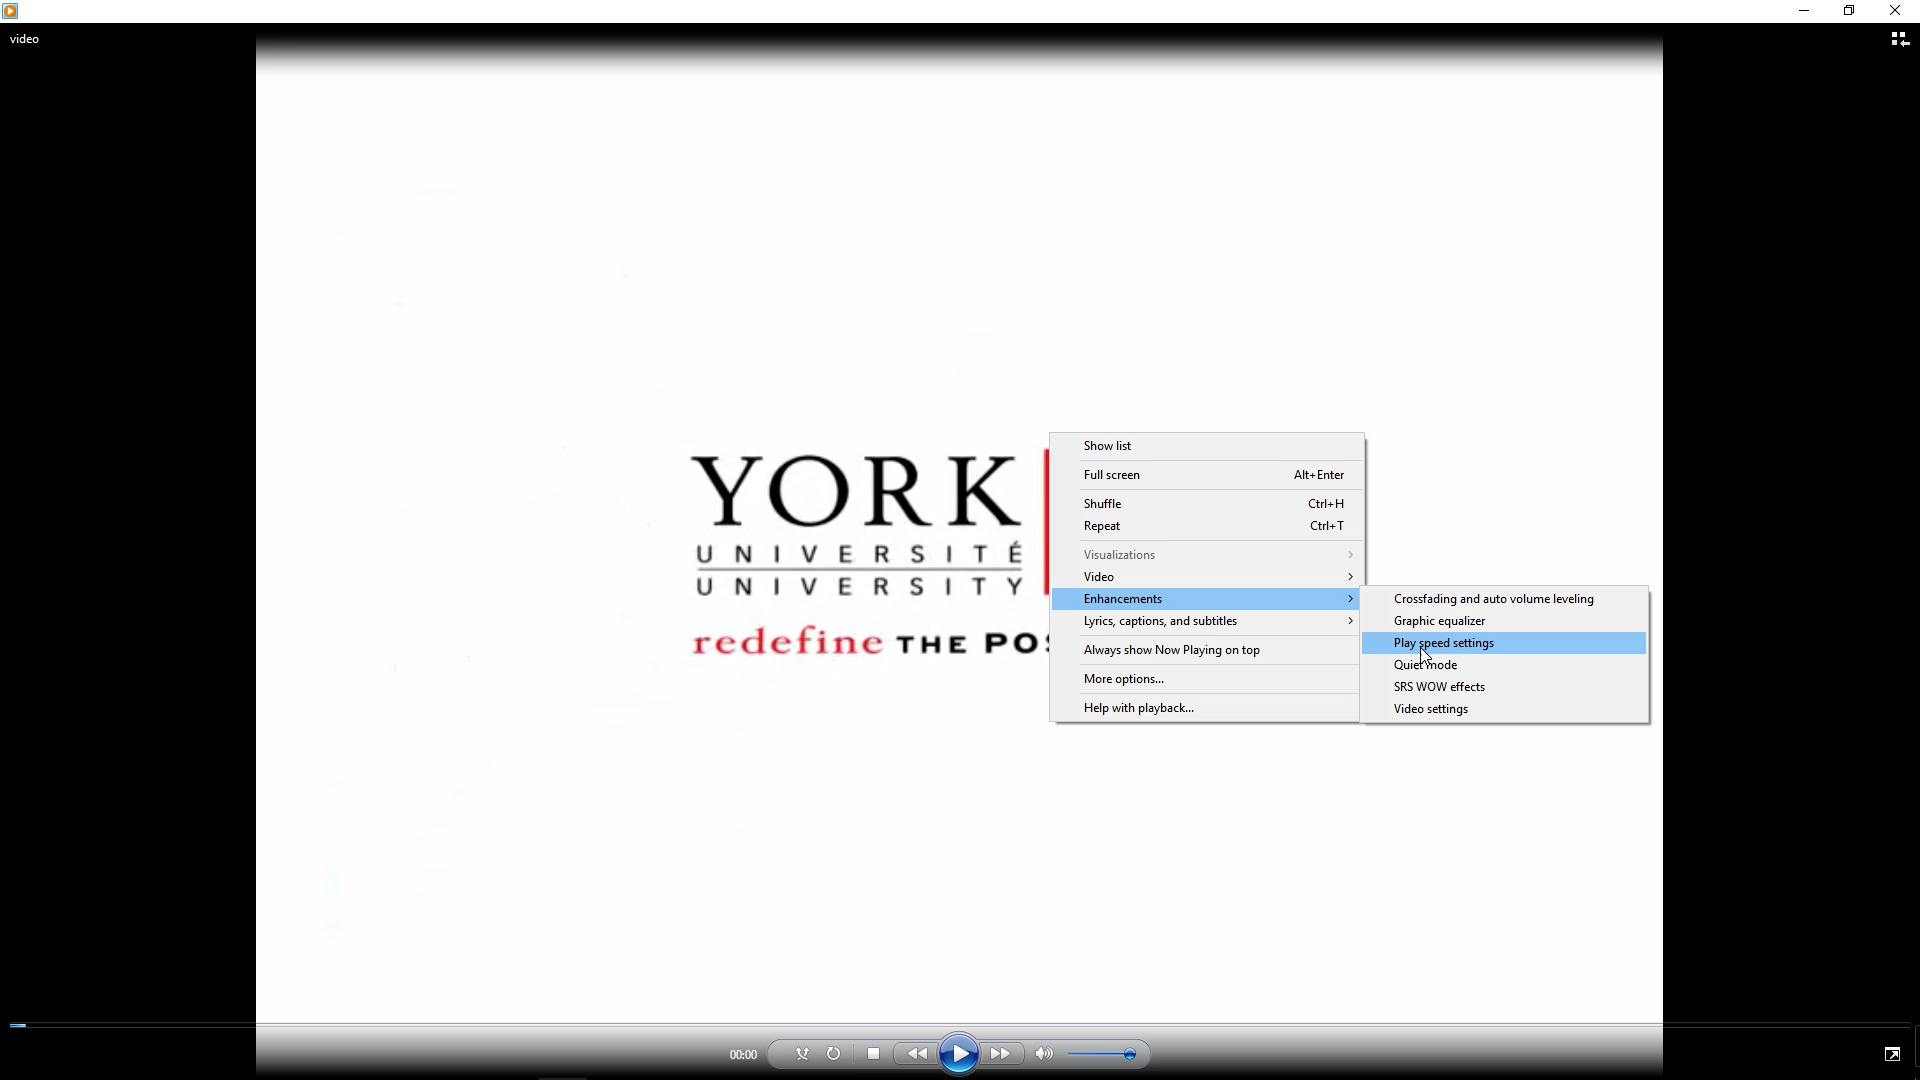 video
YORK
UNIVERSITÉ
UNIVERSITY
redefine THE POS
Show list
Full screen Alt+Enter
Shuffle Ctrl+H
Repeat Ctrl+T
Visualizations
Video
Enhancements
Lyrics, captions, and subtitles
Always show Now Playing on top
More options...
Help with playback...
Crossfading and auto volume leveling
Graphic equalizer
Play speed settings
Quiet mode
SRS WOW effects
Video settings
00:00